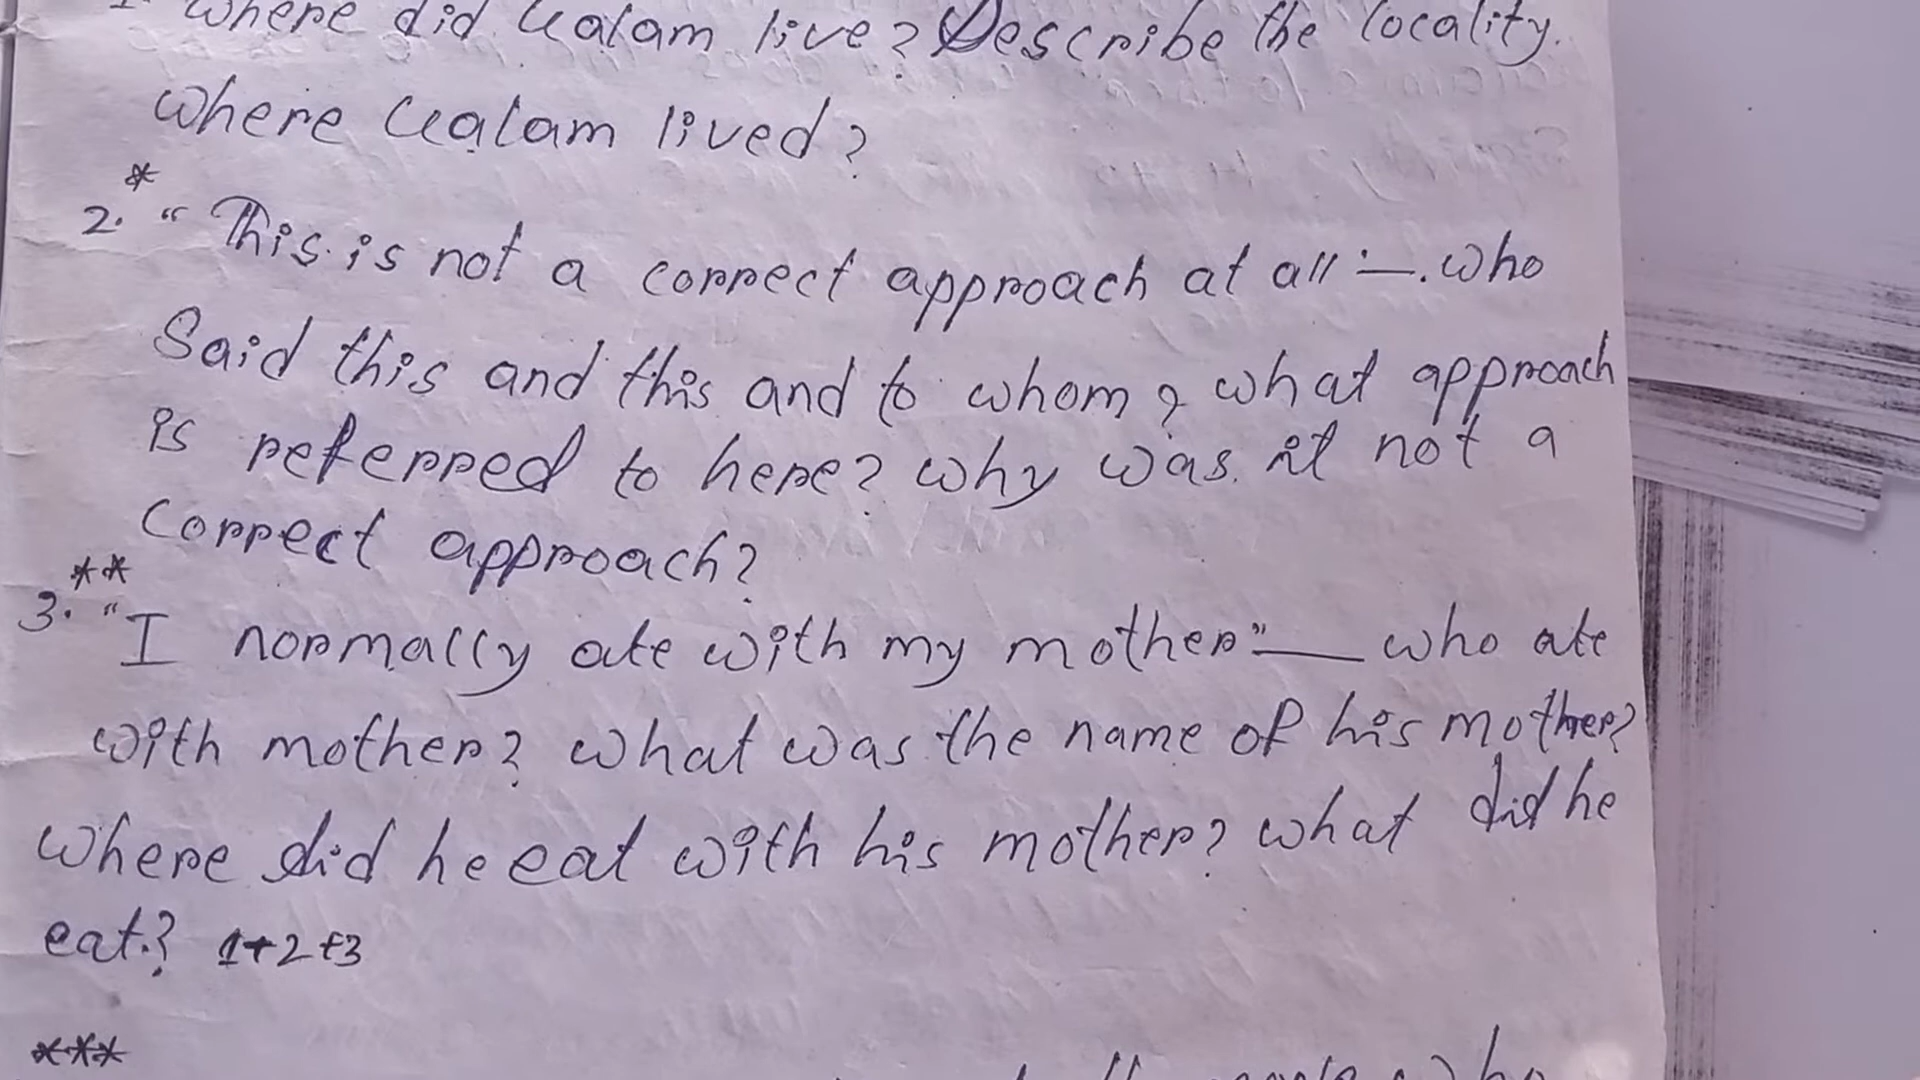 1. Where did Kalam live? Describe the locality.
where Kalam lived?
*
2. "This is not a correct approach at all :—. who
Said this and this and to whom? what approach
is referred to here? why was it not a
correct approach?
**
3. "I normally ate with my mother" — who ate
with mother? what was the name of his mother?
where did he eat with his mother? what did he
eat.? 1+2+3
***